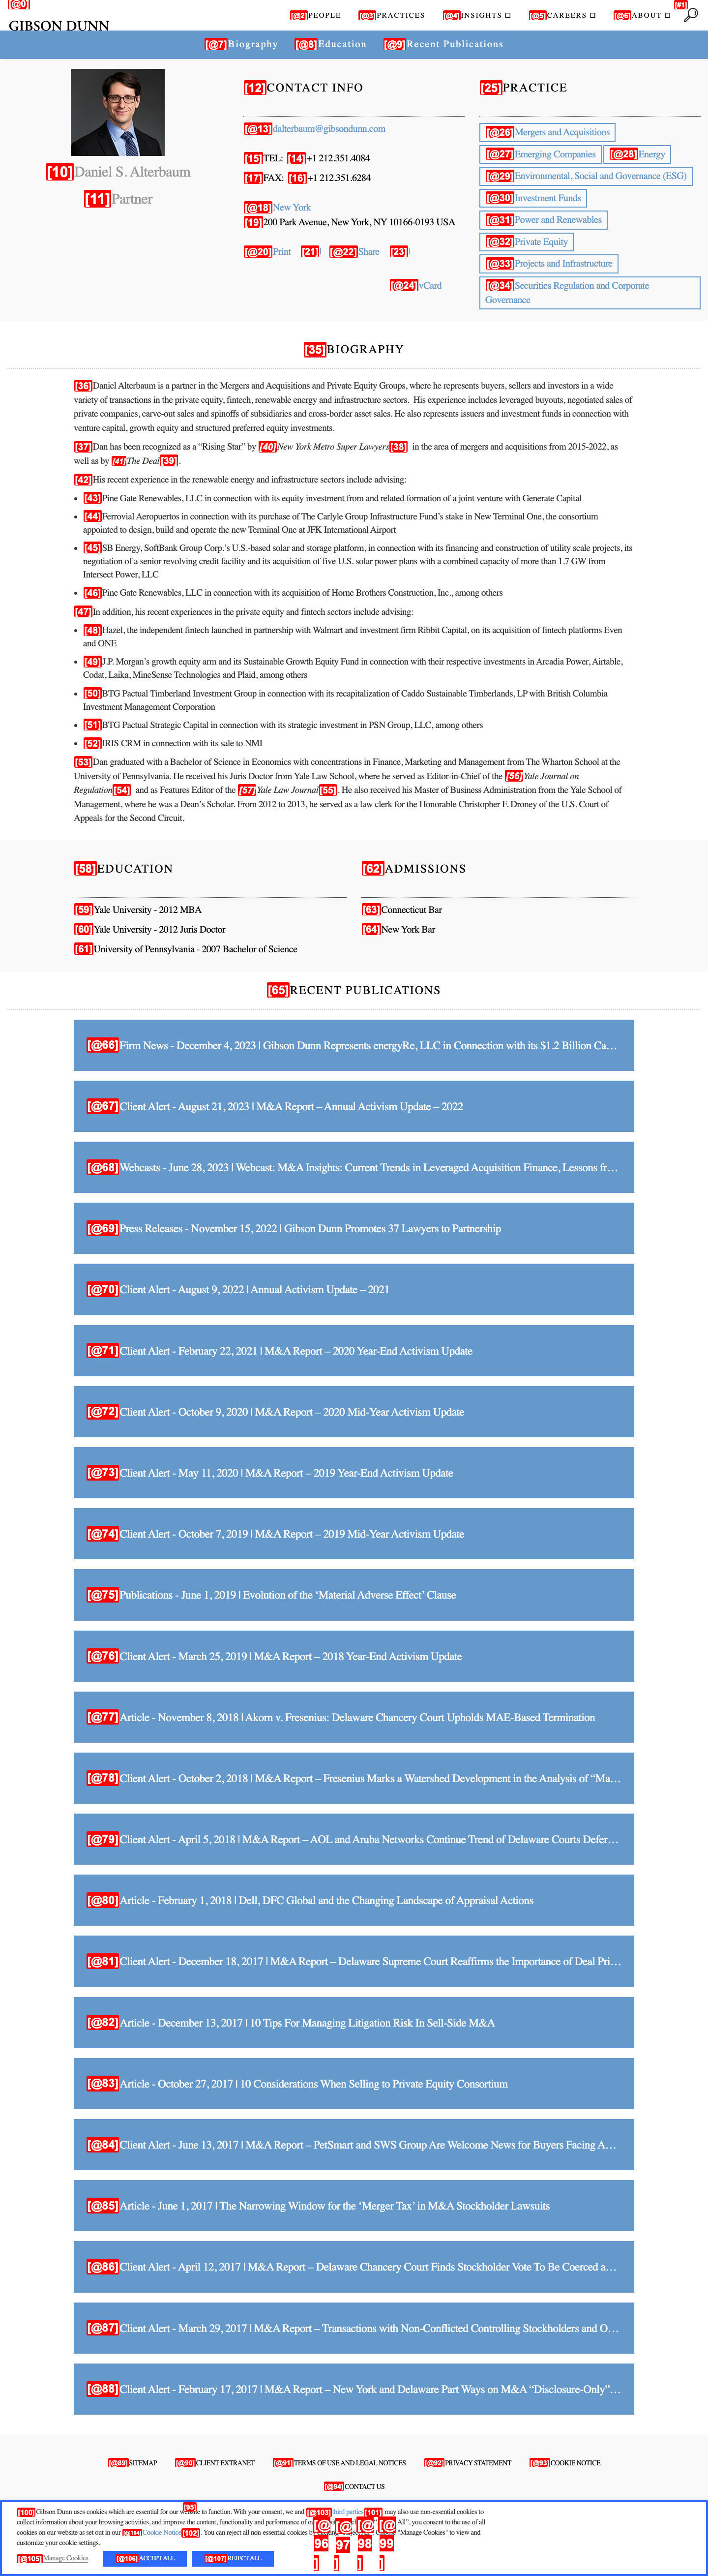 [@0]
GIBSON DUNN
[@2]PEOPLE [@3]PRACTICES [@4]INSIGHTS [@5]CAREERS [@6]ABOUT [#1]
[@7]Biography [@8]Education [@9]Recent Publications
[10]Daniel S. Alterbaum
[11]Partner
[12]CONTACT INFO
[@13]dalterbaum@gibsondunn.com
[15]TEL: [14]+1 212.351.4084
[17]FAX: [16]+1 212.351.6284
[@18]New York
[19]200 Park Avenue, New York, NY 10166-0193 USA
[@20]Print [21]| [@22]Share [23]|
[@24]vCard
[25]PRACTICE
[@26]Mergers and Acquisitions
[@27]Emerging Companies [@28]Energy
[@29]Environmental, Social and Governance (ESG)
[@30]Investment Funds
[@31]Power and Renewables
[@32]Private Equity
[@33]Projects and Infrastructure
[@34]Securities Regulation and Corporate
Governance
[35]BIOGRAPHY
[36]Daniel Alterbaum is a partner in the Mergers and Acquisitions and Private Equity Groups, where he represents buyers, sellers and investors in a wide
variety of transactions in the private equity, fintech, renewable energy and infrastructure sectors. His experience includes leveraged buyouts, negotiated sales of
private companies, carve-out sales and spinoffs of subsidiaries and cross-border asset sales. He also represents issuers and investment funds in connection with
venture capital, growth equity and structured preferred equity investments.
[37]Dan has been recognized as a “Rising Star” by [40]New York Metro Super Lawyers[38] in the area of mergers and acquisitions from 2015-2022, as
well as by [41]The Deal[39].
[42]His recent experience in the renewable energy and infrastructure sectors include advising:
• [43]Pine Gate Renewables, LLC in connection with its equity investment from and related formation of a joint venture with Generate Capital
• [44]Ferrovial Aeropuertos in connection with its purchase of The Carlyle Group Infrastructure Fund’s stake in New Terminal One, the consortium
appointed to design, build and operate the new Terminal One at JFK International Airport
• [45]SB Energy, SoftBank Group Corp.’s U.S.-based solar and storage platform, in connection with its financing and construction of utility scale projects, its
negotiation of a senior revolving credit facility and its acquisition of five U.S. solar power plans with a combined capacity of more than 1.7 GW from
Intersect Power, LLC
• [46]Pine Gate Renewables, LLC in connection with its acquisition of Horne Brothers Construction, Inc., among others
[47]In addition, his recent experiences in the private equity and fintech sectors include advising:
• [48]Hazel, the independent fintech launched in partnership with Walmart and investment firm Ribbit Capital, on its acquisition of fintech platforms Even
and ONE
• [49]J.P. Morgan’s growth equity arm and its Sustainable Growth Equity Fund in connection with their respective investments in Arcadia Power, Airtable,
Codat, Laika, MineSense Technologies and Plaid, among others
• [50]BTG Pactual Timberland Investment Group in connection with its recapitalization of Caddo Sustainable Timberlands, LP with British Columbia
Investment Management Corporation
• [51]BTG Pactual Strategic Capital in connection with its strategic investment in PSN Group, LLC, among others
• [52]IRIS CRM in connection with its sale to NMI
[53]Dan graduated with a Bachelor of Science in Economics with concentrations in Finance, Marketing and Management from The Wharton School at the
University of Pennsylvania. He received his Juris Doctor from Yale Law School, where he served as Editor-in-Chief of the [56]Yale Journal on
Regulation[54] and as Features Editor of the [57]Yale Law Journal[55]. He also received his Master of Business Administration from the Yale School of
Management, where he was a Dean’s Scholar. From 2012 to 2013, he served as a law clerk for the Honorable Christopher F. Droney of the U.S. Court of
Appeals for the Second Circuit.
[58]EDUCATION
[59]Yale University - 2012 MBA
[60]Yale University - 2012 Juris Doctor
[61]University of Pennsylvania - 2007 Bachelor of Science
[62]ADMISSIONS
[63]Connecticut Bar
[64]New York Bar
[65]RECENT PUBLICATIONS
[@66]Firm News - December 4, 2023 | Gibson Dunn Represents energyRe, LLC in Connection with its $1.2 Billion Ca…
[@67]Client Alert - August 21, 2023 | M&A Report – Annual Activism Update – 2022
[@68]Webcasts - June 28, 2023 | Webcast: M&A Insights: Current Trends in Leveraged Acquisition Finance, Lessons fr…
[@69]Press Releases - November 15, 2022 | Gibson Dunn Promotes 37 Lawyers to Partnership
[@70]Client Alert - August 9, 2022 | Annual Activism Update – 2021
[@71]Client Alert - February 22, 2021 | M&A Report – 2020 Year-End Activism Update
[@72]Client Alert - October 9, 2020 | M&A Report – 2020 Mid-Year Activism Update
[@73]Client Alert - May 11, 2020 | M&A Report – 2019 Year-End Activism Update
[@74]Client Alert - October 7, 2019 | M&A Report – 2019 Mid-Year Activism Update
[@75]Publications - June 1, 2019 | Evolution of the ‘Material Adverse Effect’ Clause
[@76]Client Alert - March 25, 2019 | M&A Report – 2018 Year-End Activism Update
[@77]Article - November 8, 2018 | Akorn v. Fresenius: Delaware Chancery Court Upholds MAE-Based Termination
[@78]Client Alert - October 2, 2018 | M&A Report – Fresenius Marks a Watershed Development in the Analysis of “Ma…
[@79]Client Alert - April 5, 2018 | M&A Report – AOL and Aruba Networks Continue Trend of Delaware Courts Defer…
[@80]Article - February 1, 2018 | Dell, DFC Global and the Changing Landscape of Appraisal Actions
[@81]Client Alert - December 18, 2017 | M&A Report – Delaware Supreme Court Reaffirms the Importance of Deal Pri…
[@82]Article - December 13, 2017 | 10 Tips For Managing Litigation Risk In Sell-Side M&A
[@83]Article - October 27, 2017 | 10 Considerations When Selling to Private Equity Consortium
[@84]Client Alert - June 13, 2017 | M&A Report – PetSmart and SWS Group Are Welcome News for Buyers Facing A…
[@85]Article - June 1, 2017 | The Narrowing Window for the ‘Merger Tax’ in M&A Stockholder Lawsuits
[@86]Client Alert - April 12, 2017 | M&A Report – Delaware Chancery Court Finds Stockholder Vote To Be Coerced a…
[@87]Client Alert - March 29, 2017 | M&A Report – Transactions with Non-Conflicted Controlling Stockholders and O…
[@88]Client Alert - February 17, 2017 | M&A Report – New York and Delaware Part Ways on M&A “Disclosure-Only”…
[@89]SITEMAP [@90]CLIENT EXTRANET [@91]TERMS OF USE AND LEGAL NOTICES [@92]PRIVACY STATEMENT [@93]COOKIE NOTICE
[@94]CONTACT US
[95]
[100]Gibson Dunn uses cookies which are essential for our website to function. With your consent, we and [@103]third parties[101] may also use non-essential cookies to
collect information about your browsing activities, and improve the content, functionality and performance of All”, you consent to the use of all
cookies on our website as set out in our [@104]Cookie Notice[102]. You can reject all non-essential cookies "Manage Cookies" to view and
customize your cookie settings.
[@96] [@97] [@98] [@99]
[@105]Manage Cookies [@106]ACCEPT ALL [@107]REJECT ALL